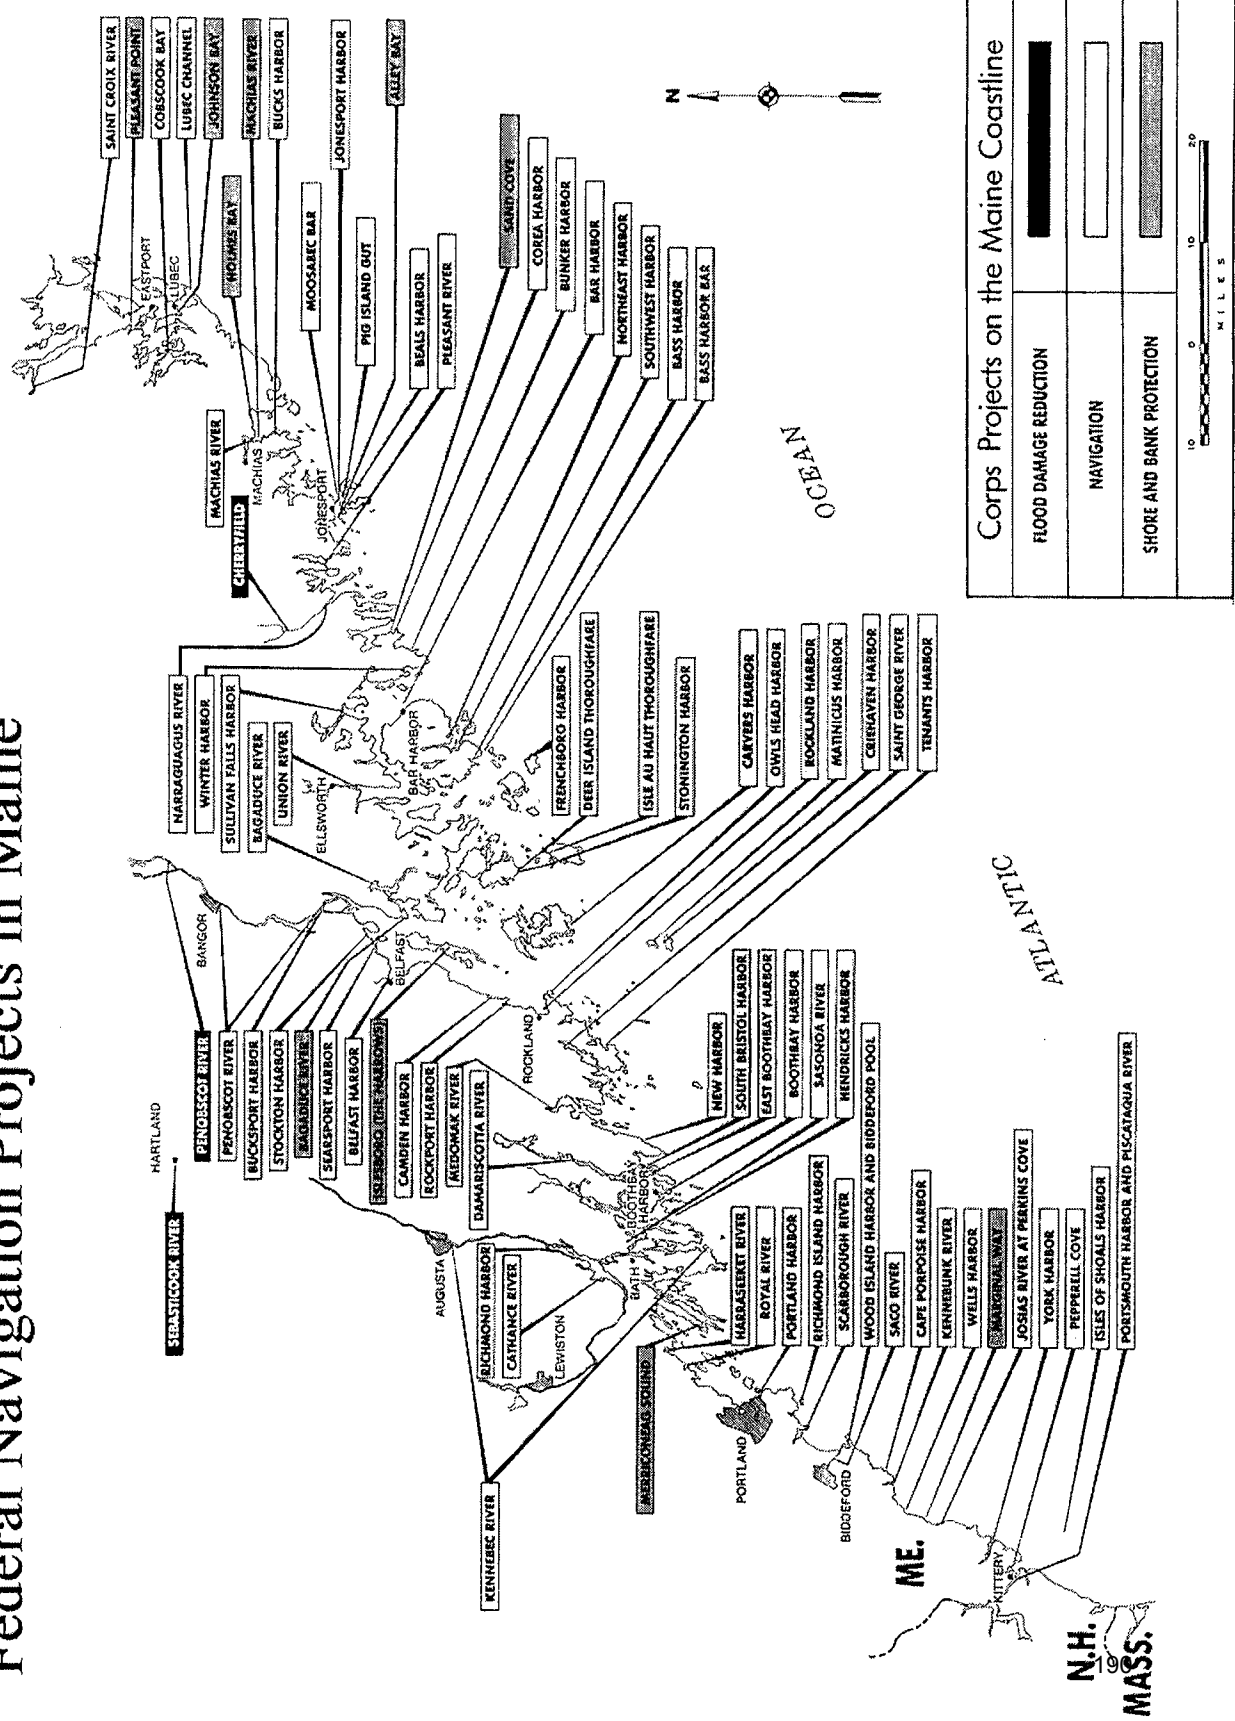 Federal Navigation Projects in Maine
SAINT CROIX RIVER
PLEASANT POINT
COBSCOOK BAY
LUBEC CHANNEL
JOHNSON BAY
MACHIAS RIVER
BUCKS HARBOR
HOLMES BAY
JONESPORT HARBOR
ALLEY BAY
MOOSABEC BAR
PIG ISLAND GUT
BEALS HARBOR
PLEASANT RIVER
SAND COVE
COREA HARBOR
BUNKER HARBOR
BAR HARBOR
NORTHEAST HARBOR
SOUTHWEST HARBOR
BASS HARBOR
BASS HARBOR BAR
EASTPORT
LUBEC
MACHIAS RIVER
MACHIAS
CHERRYFIELD
JONESPORT
N
OCEAN
NARRAGUAGUS RIVER
WINTER HARBOR
SULLIVAN FALLS HARBOR
BAGADUCE RIVER
UNION RIVER
ELLSWORTH
BAR HARBOR
FRENCHBORO HARBOR
DEER ISLAND THOROUGHFARE
ISLE AU HAUT THOROUGHFARE
STONINGTON HARBOR
CARVERS HARBOR
OWLS HEAD HARBOR
ROCKLAND HARBOR
MATINICUS HARBOR
CRIEHAVEN HARBOR
SAINT GEORGE RIVER
TENANTS HARBOR
BANGOR
BELFAST
ROCKLAND
ATLANTIC
HARTLAND
SEBASTICOOK RIVER
PENOBSCOT RIVER
PENOBSCOT RIVER
BUCKSPORT HARBOR
STOCKTON HARBOR
BAGADUCE RIVER
SEARSPORT HARBOR
BELFAST HARBOR
ISLESBORO (THE NARROWS)
CAMDEN HARBOR
ROCKPORT HARBOR
MEDOMAK RIVER
DAMARISCOTTA RIVER
NEW HARBOR
SOUTH BRISTOL HARBOR
EAST BOOTHBAY HARBOR
BOOTHBAY HARBOR
SASONOA RIVER
HENDRICKS HARBOR
BOOTHBAY
HARBOR
BATH
AUGUSTA
RICHMOND HARBOR
CATHANCE RIVER
LEWISTON
KENNEBEC RIVER
MERRICONEAG SOUND
HARASEEKET RIVER
ROYAL RIVER
PORTLAND HARBOR
RICHMOND ISLAND HARBOR
SCARBOROUGH RIVER
WOOD ISLAND HARBOR AND BIDDEFORD POOL
SACO RIVER
CAPE PORPOISE HARBOR
KENNEBUNK RIVER
WELLS HARBOR
MARGINAL WAY
JOSIAS RIVER AT PERKINS COVE
YORK HARBOR
PEPPERELL COVE
ISLES OF SHOALS HARBOR
PORTSMOUTH HARBOR AND PISCATAQUA RIVER
PORTLAND
BIDDEFORD
KITTERY
ME.
N.H.
MASS.
190
Corps Projects on the Maine Coastline
FLOOD DAMAGE REDUCTION
NAVIGATION
SHORE AND BANK PROTECTION
10 0 10 20
MILES